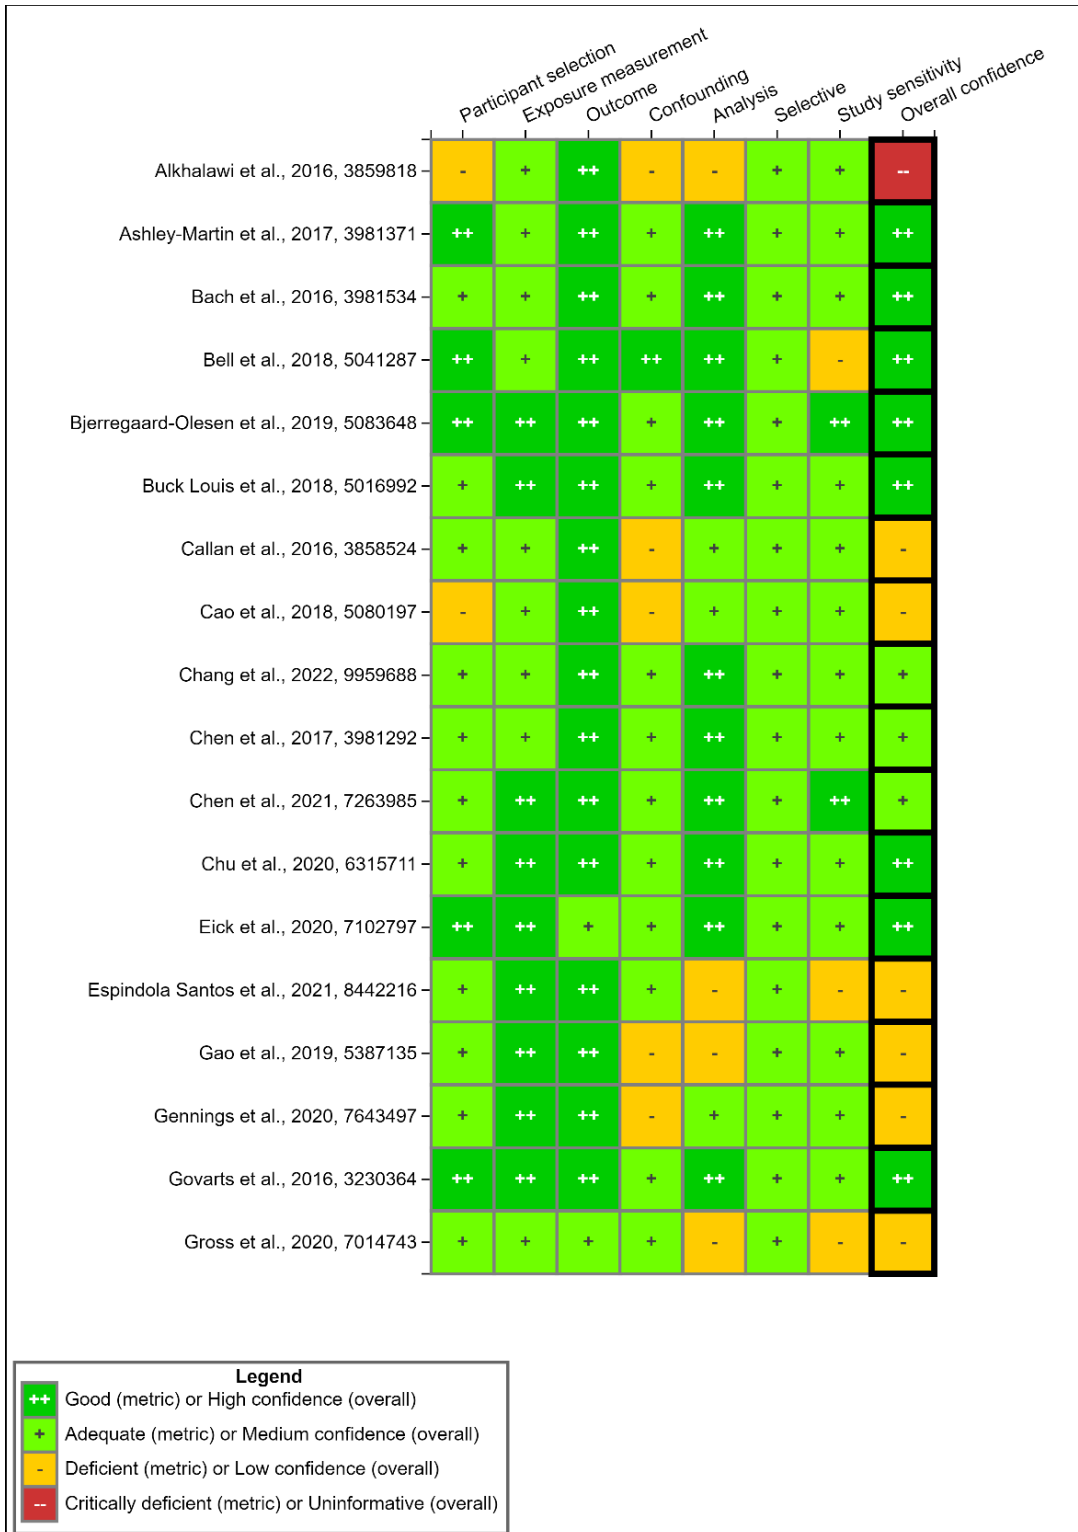 Participant selection
Exposure measurement
Outcome
Confounding
Analysis
Selective
Study sensitivity
Overall confidence
Alkhalawi et al., 2016, 3859818 - + ++ - - + + --
Ashley-Martin et al., 2017, 3981371 ++ + ++ + ++ + + ++
Bach et al., 2016, 3981534 + + ++ + ++ + + ++
Bell et al., 2018, 5041287 ++ + ++ ++ ++ + - ++
Bjerregaard-Olesen et al., 2019, 5083648 ++ ++ ++ + ++ + ++ ++
Buck Louis et al., 2018, 5016992 + ++ ++ + ++ + + ++
Callan et al., 2016, 3858524 + + ++ - + + + -
Cao et al., 2018, 5080197 - + ++ - + + + -
Chang et al., 2022, 9959688 + + ++ + ++ + + +
Chen et al., 2017, 3981292 + + ++ + ++ + + +
Chen et al., 2021, 7263985 + ++ ++ + ++ + ++ +
Chu et al., 2020, 6315711 + ++ ++ + ++ + + ++
Eick et al., 2020, 7102797 ++ ++ + + ++ + + ++
Espindola Santos et al., 2021, 8442216 + ++ ++ + - + - -
Gao et al., 2019, 5387135 + ++ ++ - - + + -
Gennings et al., 2020, 7643497 + ++ ++ - + + + -
Govarts et al., 2016, 3230364 ++ ++ ++ + ++ + + ++
Gross et al., 2020, 7014743 + + + + - + - -
Legend
++ Good (metric) or High confidence (overall)
+ Adequate (metric) or Medium confidence (overall)
- Deficient (metric) or Low confidence (overall)
-- Critically deficient (metric) or Uninformative (overall)